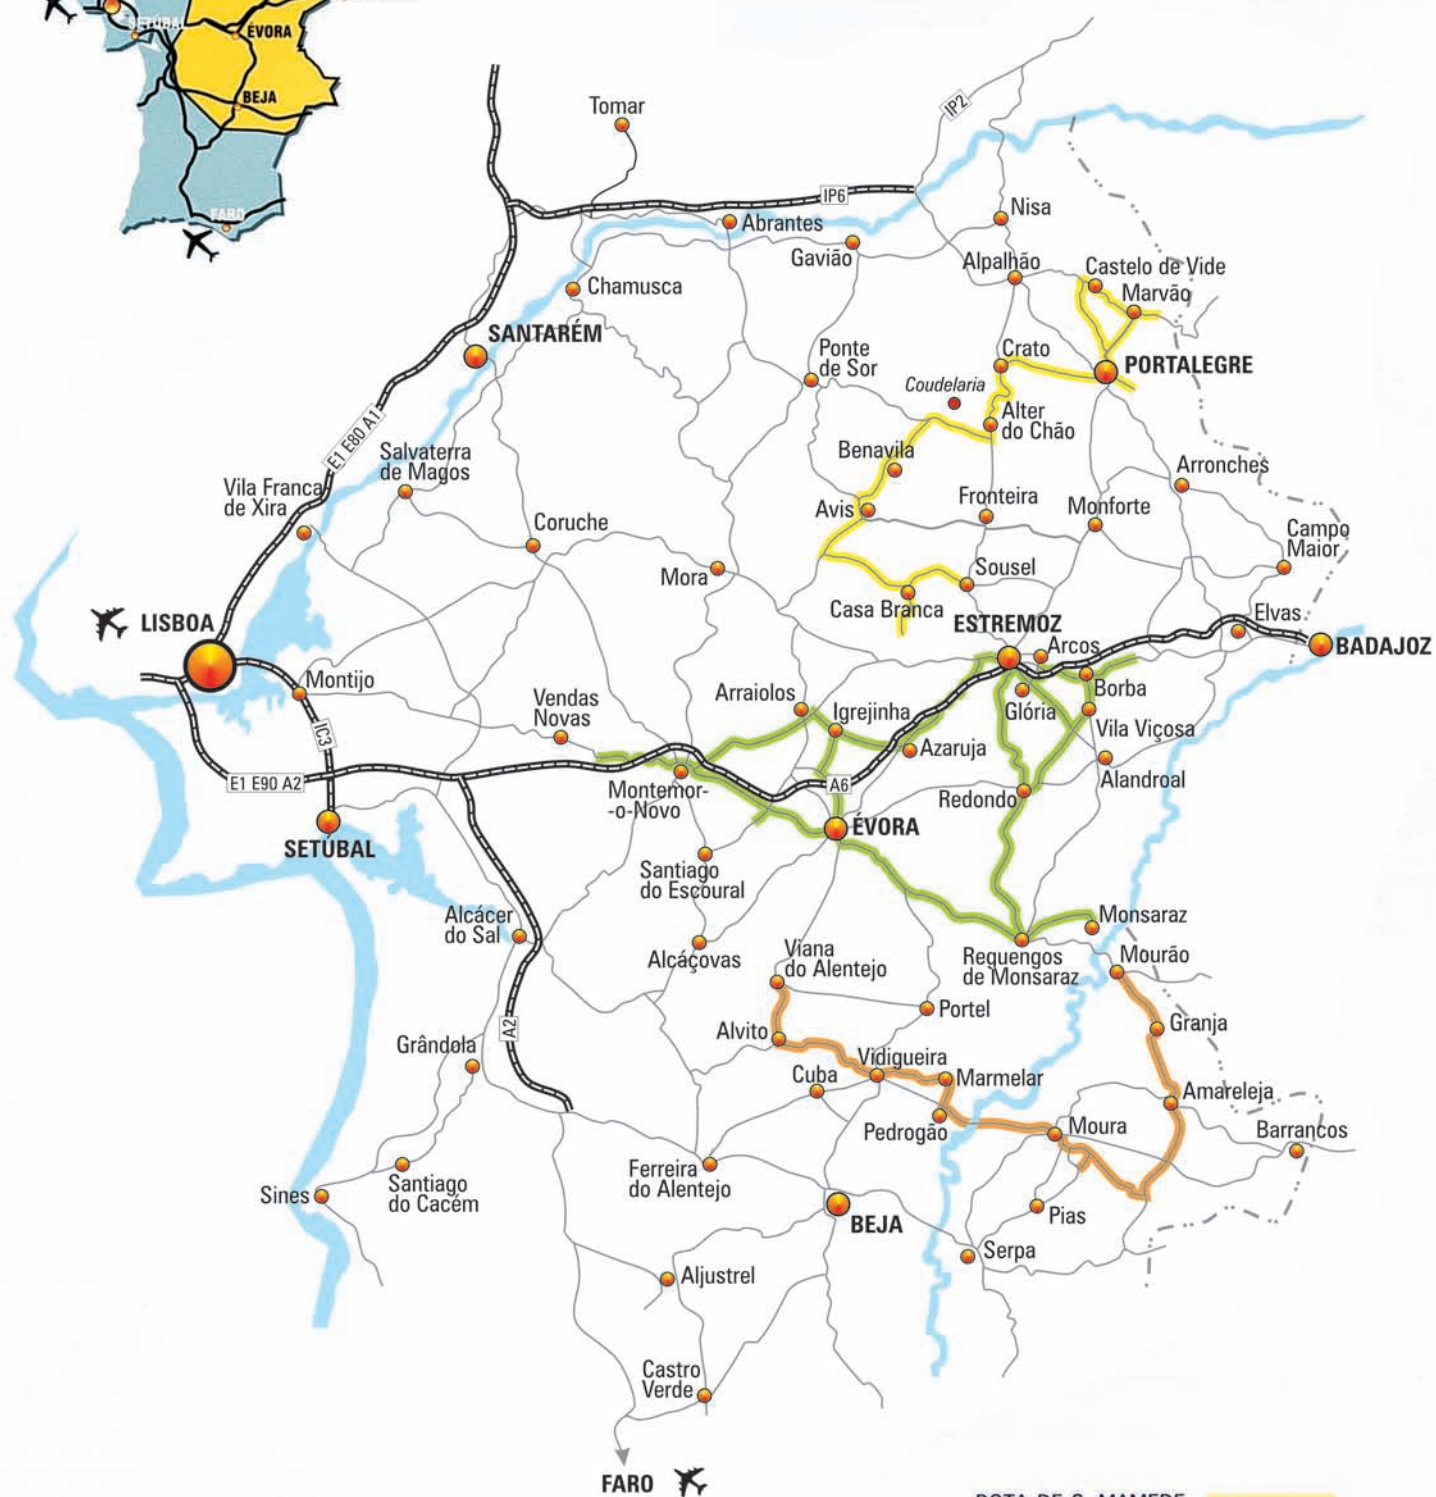 SETÚBAL
ÉVORA
BEJA
FARO
Tomar
IP2
IP6
Nisa
Abrantes
Gavião
Alpalhão
Castelo de Vide
Marvão
Chamusca
SANTARÉM
Ponte
de Sor
Crato
PORTALEGRE
Coudelaria
Alter
do Chão
E1 E80 A1
Salvaterra
de Magos
Benavila
Arronches
Vila Franca
de Xira
Avis
Fronteira
Monforte
Coruche
Campo
Maior
Mora
Sousel
Casa Branca
LISBOA
ESTREMOZ
Elvas
Arcos
BADAJOZ
Montijo
Vendas
Novas
Arraiolos
Igrejinha
Glória
Borba
Vila Viçosa
IC3
Azaruja
Alandroal
E1 E90 A2
Montemor-
-o-Novo
A6
Redondo
SETÚBAL
ÉVORA
Santiago
do Escoural
Alcácer
do Sal
Alcáçovas
Viana
do Alentejo
Reguengos
de Monsaraz
Monsaraz
Mourão
Portel
A2
Alvito
Granja
Grândola
Vidigueira
Cuba
Marmelar
Amareleja
Pedrogão
Moura
Barrancos
Sines
Santiago
do Cacém
Ferreira
do Alentejo
BEJA
Pias
Serpa
Aljustrel
Castro
Verde
FARO